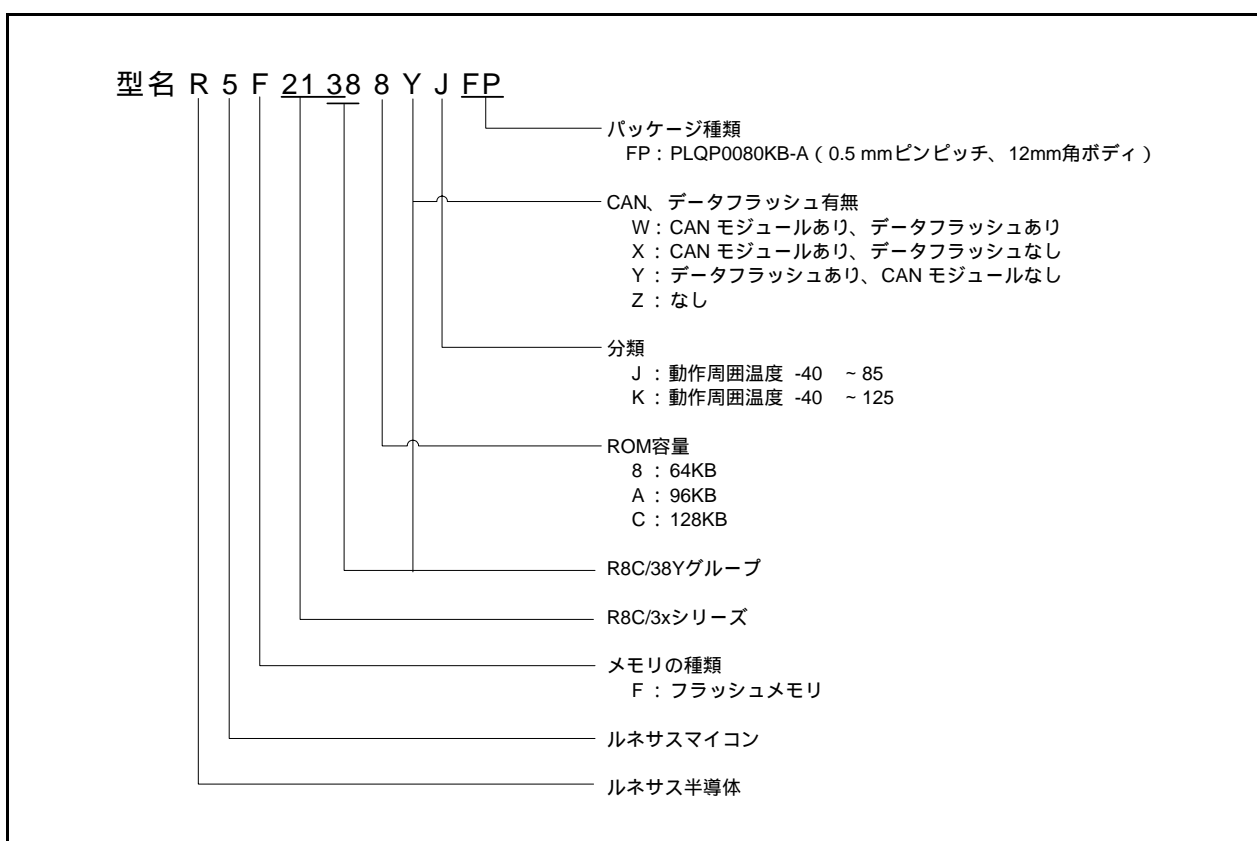 型名 R 5 F 21 38 8 Y J FP
パッケージ種類
FP : PLQP0080KB-A ( 0.5 mmピンピッチ、12mm角ボディ )
CAN、データフラッシュ有無
W : CAN モジュールあり、データフラッシュあり
X : CAN モジュールあり、データフラッシュなし
Y : データフラッシュあり、CAN モジュールなし
Z : なし
分類
J : 動作周囲温度 -40 ~ 85
K : 動作周囲温度 -40 ~ 125
ROM容量
8 : 64KB
A : 96KB
C : 128KB
R8C/38Yグループ
R8C/3xシリーズ
メモリの種類
F : フラッシュメモリ
ルネサスマイコン
ルネサス半導体